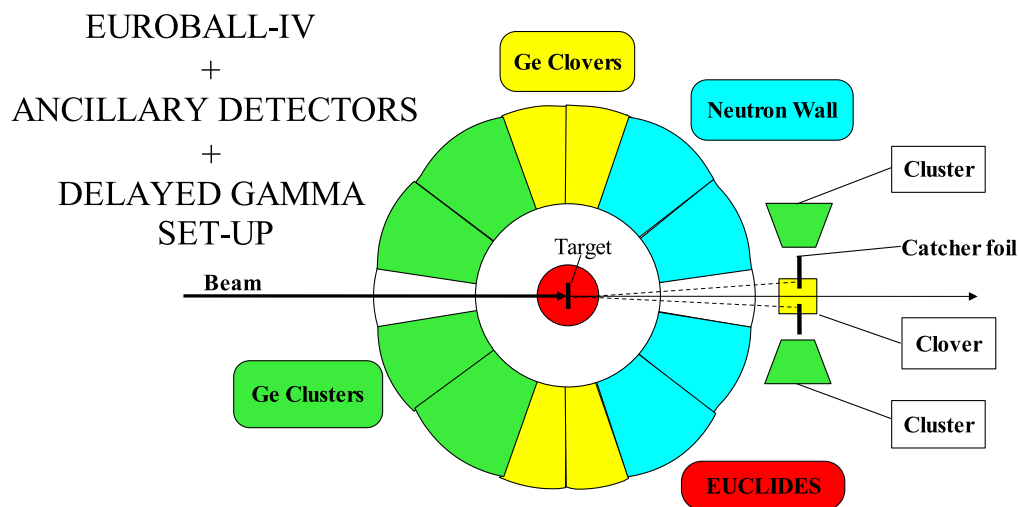 EUROBALL-IV
+
ANCILLARY DETECTORS
+
DELAYED GAMMA
SET-UP
Ge Clovers
Neutron Wall
Cluster
Catcher foil
Target
Beam
Clover
Ge Clusters
Cluster
EUCLIDES